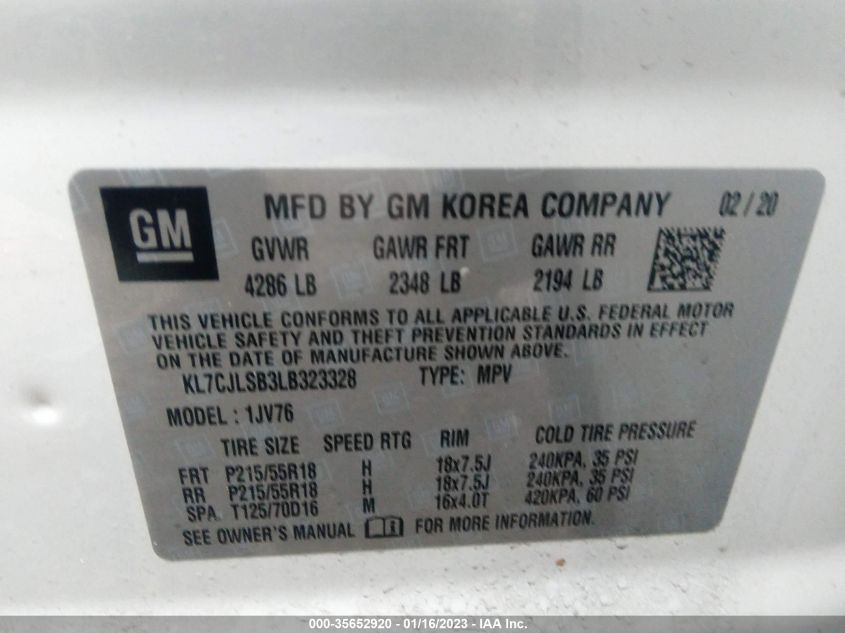 GM MFD BY GM KOREA COMPANY 02/20
GVWR GAWR FRT GAWR RR
4286 LB 2348 LB 2194 LB
THIS VEHICLE CONFORMS TO ALL APPLICABLE U.S. FEDERAL MOTOR
VEHICLE SAFETY AND THEFT PREVENTION STANDARDS IN EFFECT
ON THE DATE OF MANUFACTURE SHOWN ABOVE.
KL7CJLSB3LB323328 TYPE: MPV
MODEL : 1JV76
TIRE SIZE SPEED RTG RIM COLD TIRE PRESSURE
FRT P215/55R18 H 18x7.5J 240KPA, 35 PSI
RR P215/55R18 H 18x7.5J 240KPA, 35 PSI
SPA. T125/70D16 M 16x4.0T 420KPA, 60 PSI
SEE OWNER'S MANUAL FOR MORE INFORMATION.
000-35652920 - 01/16/2023 - IAA Inc.